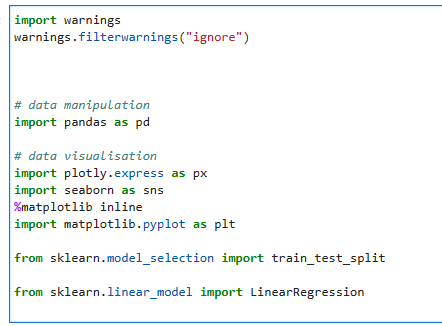 import warnings
warnings.filterwarnings("ignore")
# data manipulation
import pandas as pd
# data visualisation
import plotly.express as px
import seaborn as sns
%matplotlib inline
import matplotlib.pyplot as plt
from sklearn.model_selection import train_test_split
from sklearn.linear_model import LinearRegression